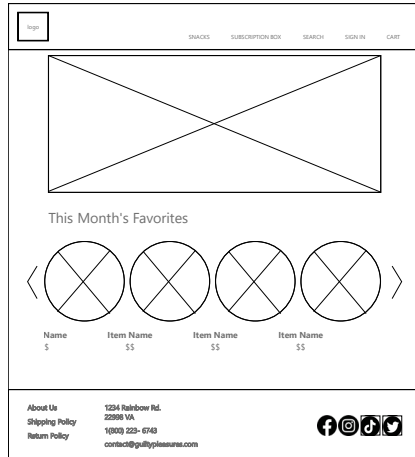 logo
SNACKS SUBSCRIPTION BOX SEARCH SIGN IN CART
This Month's Favorites
Name Item Name Item Name Item Name
$ $$ $$ $$
About Us
Shipping Policy
Return Policy
1234 Rainbow Rd.
22998 VA
1(800) 223- 6743
contact@guiltypleasures.com